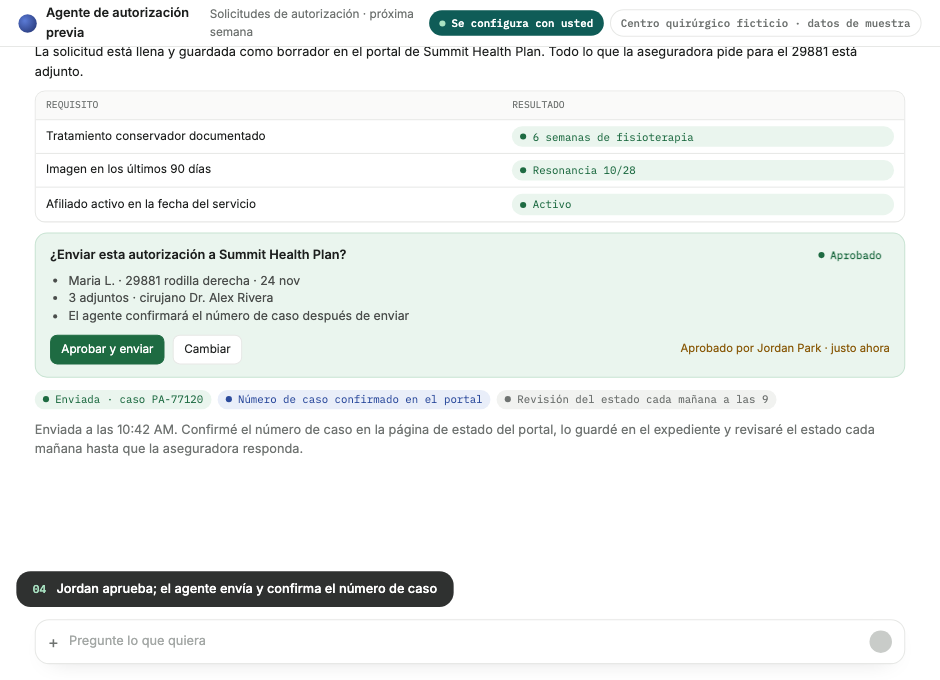 Agente de autorización
previa
Solicitudes de autorización · próxima
semana
Se configura con usted
Centro quirúrgico ficticio · datos de muestra
La solicitud está llena y guardada como borrador en el portal de Summit Health Plan. Todo lo que la aseguradora pide para el 29881 está
adjunto.
REQUISITO
RESULTADO
Tratamiento conservador documentado
6 semanas de fisioterapia
Imagen en los últimos 90 días
Resonancia 10/28
Afiliado activo en la fecha del servicio
Activo
¿Enviar esta autorización a Summit Health Plan?
Aprobado
• Maria L. · 29881 rodilla derecha · 24 nov
• 3 adjuntos · cirujano Dr. Alex Rivera
• El agente confirmará el número de caso después de enviar
Aprobar y enviar
Cambiar
Aprobado por Jordan Park · justo ahora
Enviada · caso PA-77120
Número de caso confirmado en el portal
Revisión del estado cada mañana a las 9
Enviada a las 10:42 AM. Confirmé el número de caso en la página de estado del portal, lo guardé en el expediente y revisaré el estado cada
mañana hasta que la aseguradora responda.
04 Jordan aprueba; el agente envía y confirma el número de caso
+ Pregunte lo que quiera